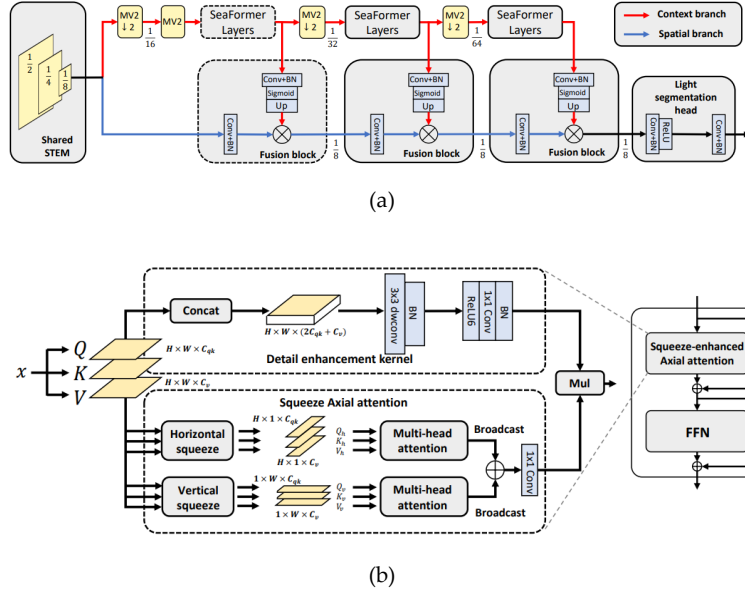 MV2 ↓2
MV2
SeaFormer Layers
MV2 ↓2
SeaFormer Layers
MV2 ↓2
SeaFormer Layers
Context branch
Spatial branch
1/16
1/32
1/64
1/2
1/4
1/8
Shared STEM
Conv+BN
Conv+BN
Sigmoid
Up
Fusion block
1/8
Conv+BN
Conv+BN
Sigmoid
Up
Fusion block
1/8
Conv+BN
Conv+BN
Sigmoid
Up
Fusion block
1/8
Light segmentation head
Conv+BN
ReLU
Conv+BN
(a)
x
Q
K
V
H × W × C_qk
H × W × C_v
Concat
H × W × (2C_qk + C_v)
3x3 dwconv
BN
ReLU6
1x1 Conv
BN
Detail enhancement kernel
Squeeze Axial attention
Horizontal squeeze
H × 1 × C_qk
H × 1 × C_v
Q_h
K_h
V_h
Multi-head attention
Broadcast
Vertical squeeze
1 × W × C_qk
1 × W × C_v
Q_v
K_v
V_v
Multi-head attention
Broadcast
1x1 Conv
Mul
Squeeze-enhanced Axial attention
FFN
(b)